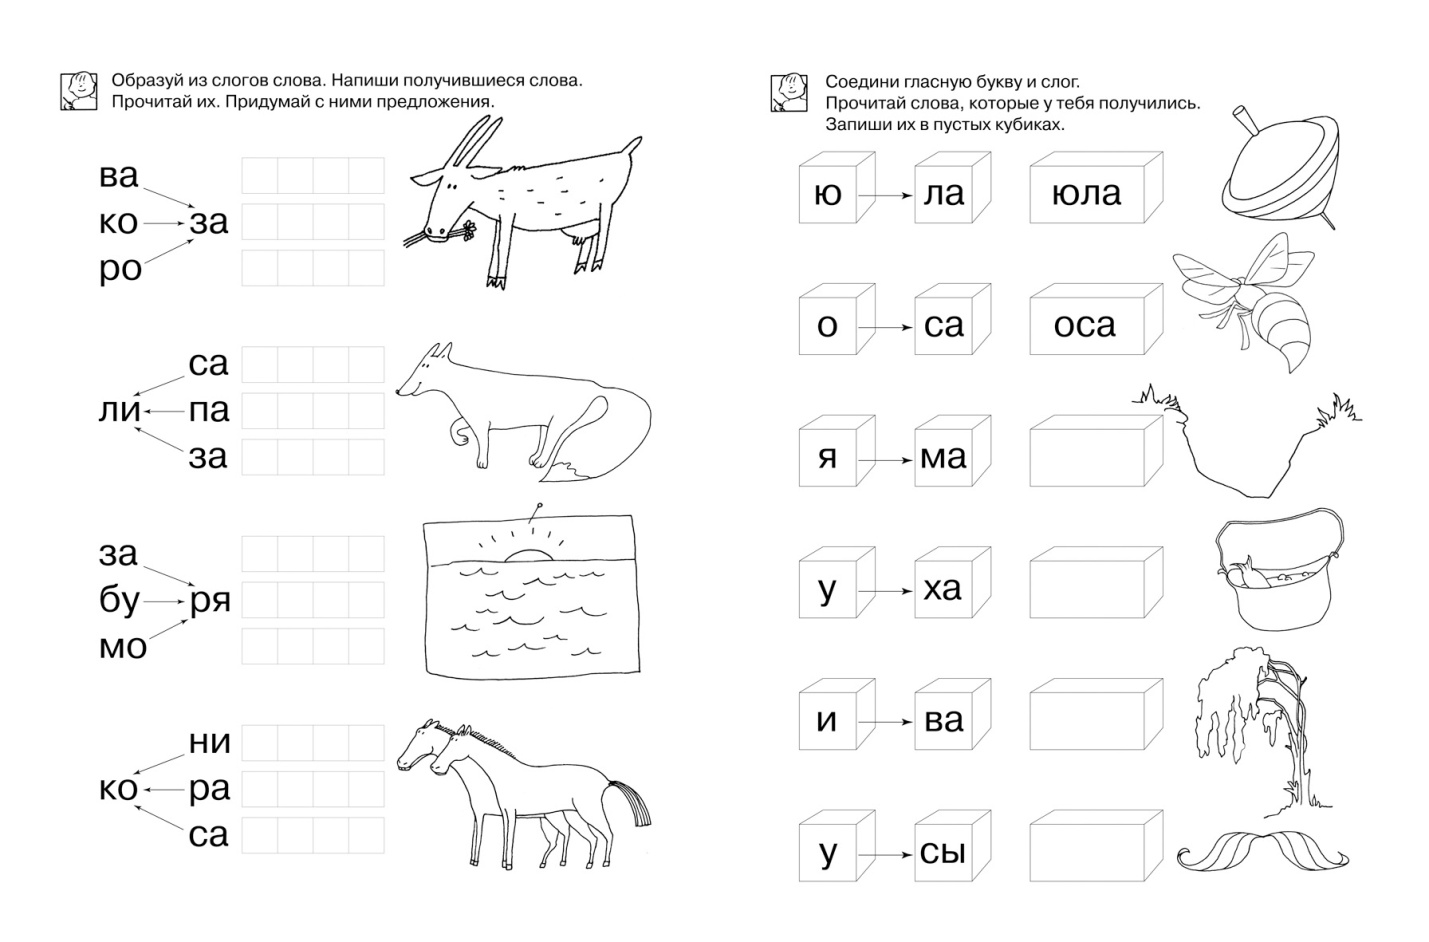 Образуй из слогов слова. Напиши получившиеся слова.
Прочитай их. Придумай с ними предложения.
ва
ко за
ро
са
ли па
за
за
бу ря
мо
ни
ко ра
са
Соедини гласную букву и слог.
Прочитай слова, которые у тебя получились.
Запиши их в пустых кубиках.
ю ла юла
о са оса
я ма
у ха
и ва
у сы